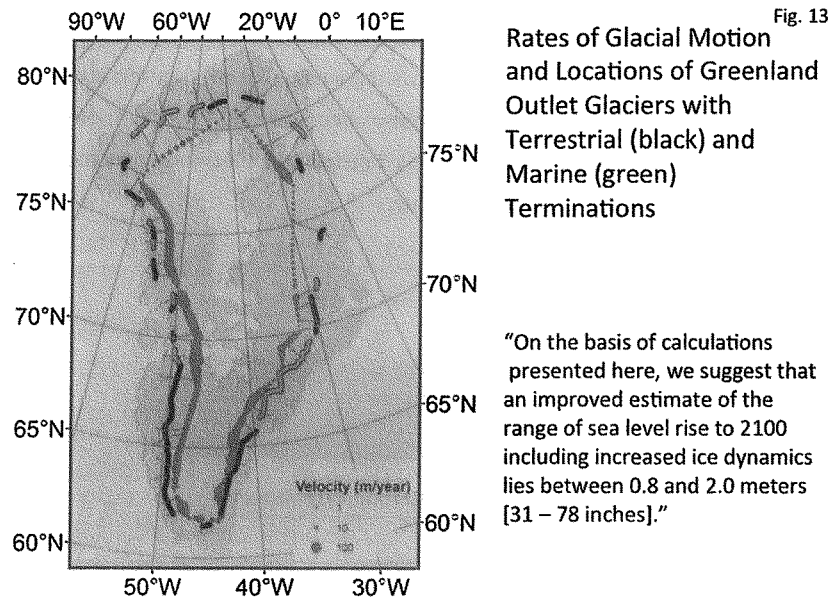 90°W 60°W 20°W 0° 10°E
80°N
75°N
70°N
65°N
60°N
75°N
70°N
65°N
60°N
50°W 40°W 30°W
Velocity (m/year)
1
10
100
Fig. 13
Rates of Glacial Motion
and Locations of Greenland
Outlet Glaciers with
Terrestrial (black) and
Marine (green)
Terminations
“On the basis of calculations
presented here, we suggest that
an improved estimate of the
range of sea level rise to 2100
including increased ice dynamics
lies between 0.8 and 2.0 meters
[31 – 78 inches].”